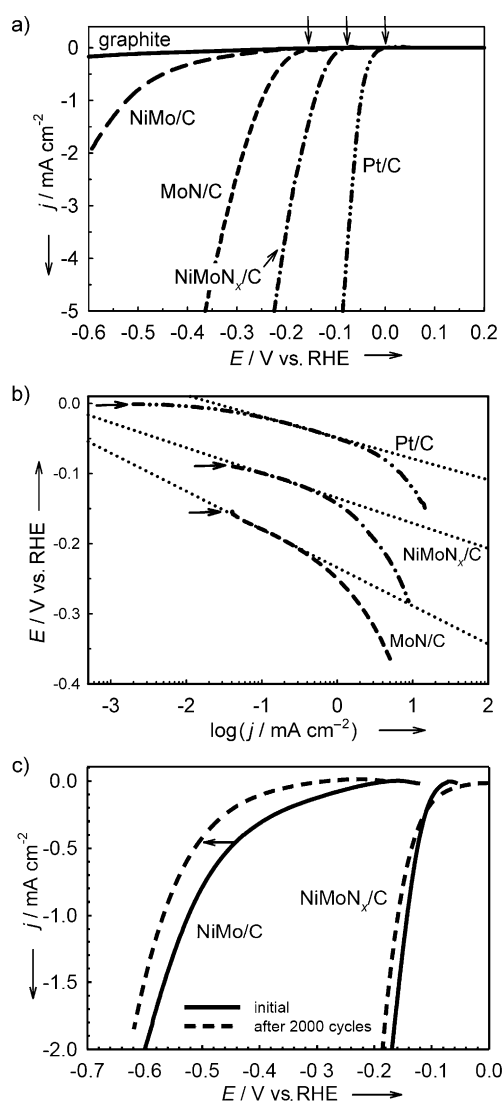 a)
graphite
0
NiMo/C
-1
-2
MoN/C
Pt/C
-3
NiMoNx/C
-4
-5
j / mA cm-2
-0.6 -0.5 -0.4 -0.3 -0.2 -0.1 0.0 0.1 0.2
E / V vs. RHE
b)
0.0
Pt/C
-0.1
-0.2
NiMoNx/C
-0.3
MoN/C
-0.4
E / V vs. RHE
-3 -2 -1 0 1 2
log(j / mA cm−2)
c)
0.0
-0.5
NiMoNx/C
NiMo/C
-1.0
-1.5
initial
after 2000 cycles
-2.0
j / mA cm-2
-0.7 -0.6 -0.5 -0.4 -0.3 -0.2 -0.1 0.0
E / V vs. RHE